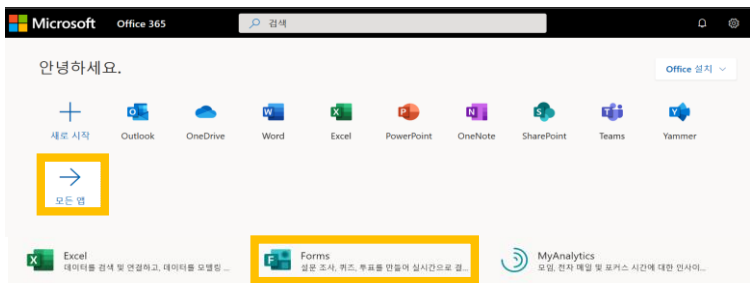 Microsoft Office 365 검색
안녕하세요.
Office 설치
새로 시작 Outlook OneDrive Word Excel PowerPoint OneNote SharePoint Teams Yammer
모든 앱
Excel Forms MyAnalytics
데이터를 검색 및 연결하고, 데이터를 모델링 ... 설문 조사, 퀴즈, 투표를 만들어 실시간으로 결... 모임, 전자 메일 및 포커스 시간에 대한 인사이...